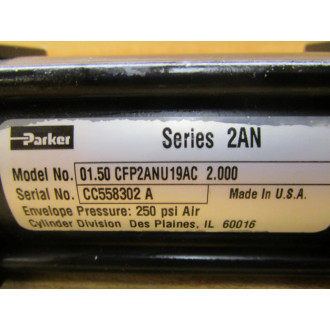 Parker Series 2AN
Model No. 01.50 CFP2ANU19AC 2.000
Serial No. CC558302 A Made In U.S.A.
Envelope Pressure: 250 psi Air
Cylinder Division Des Plaines, IL 60016